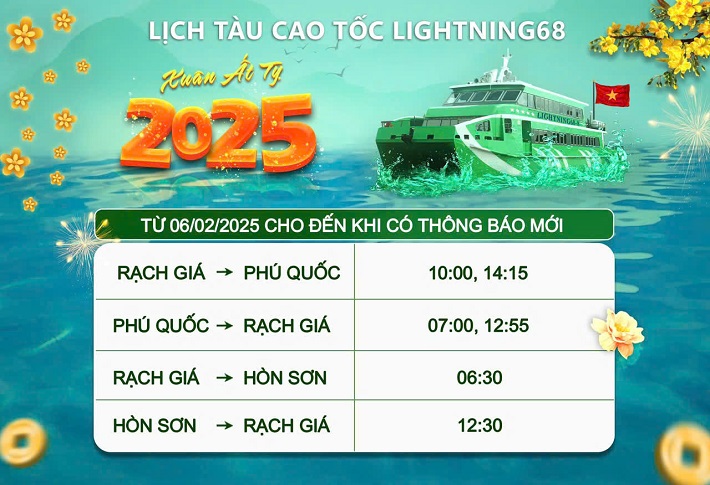 LỊCH TÀU CAO TỐC LIGHTNING68
Xuân Ất Tỵ
2025
LIGHTNING68
TỪ 06/02/2025 CHO ĐẾN KHI CÓ THÔNG BÁO MỚI
RẠCH GIÁ → PHÚ QUỐC 10:00, 14:15
PHÚ QUỐC → RẠCH GIÁ 07:00, 12:55
RẠCH GIÁ → HÒN SƠN 06:30
HÒN SƠN → RẠCH GIÁ 12:30